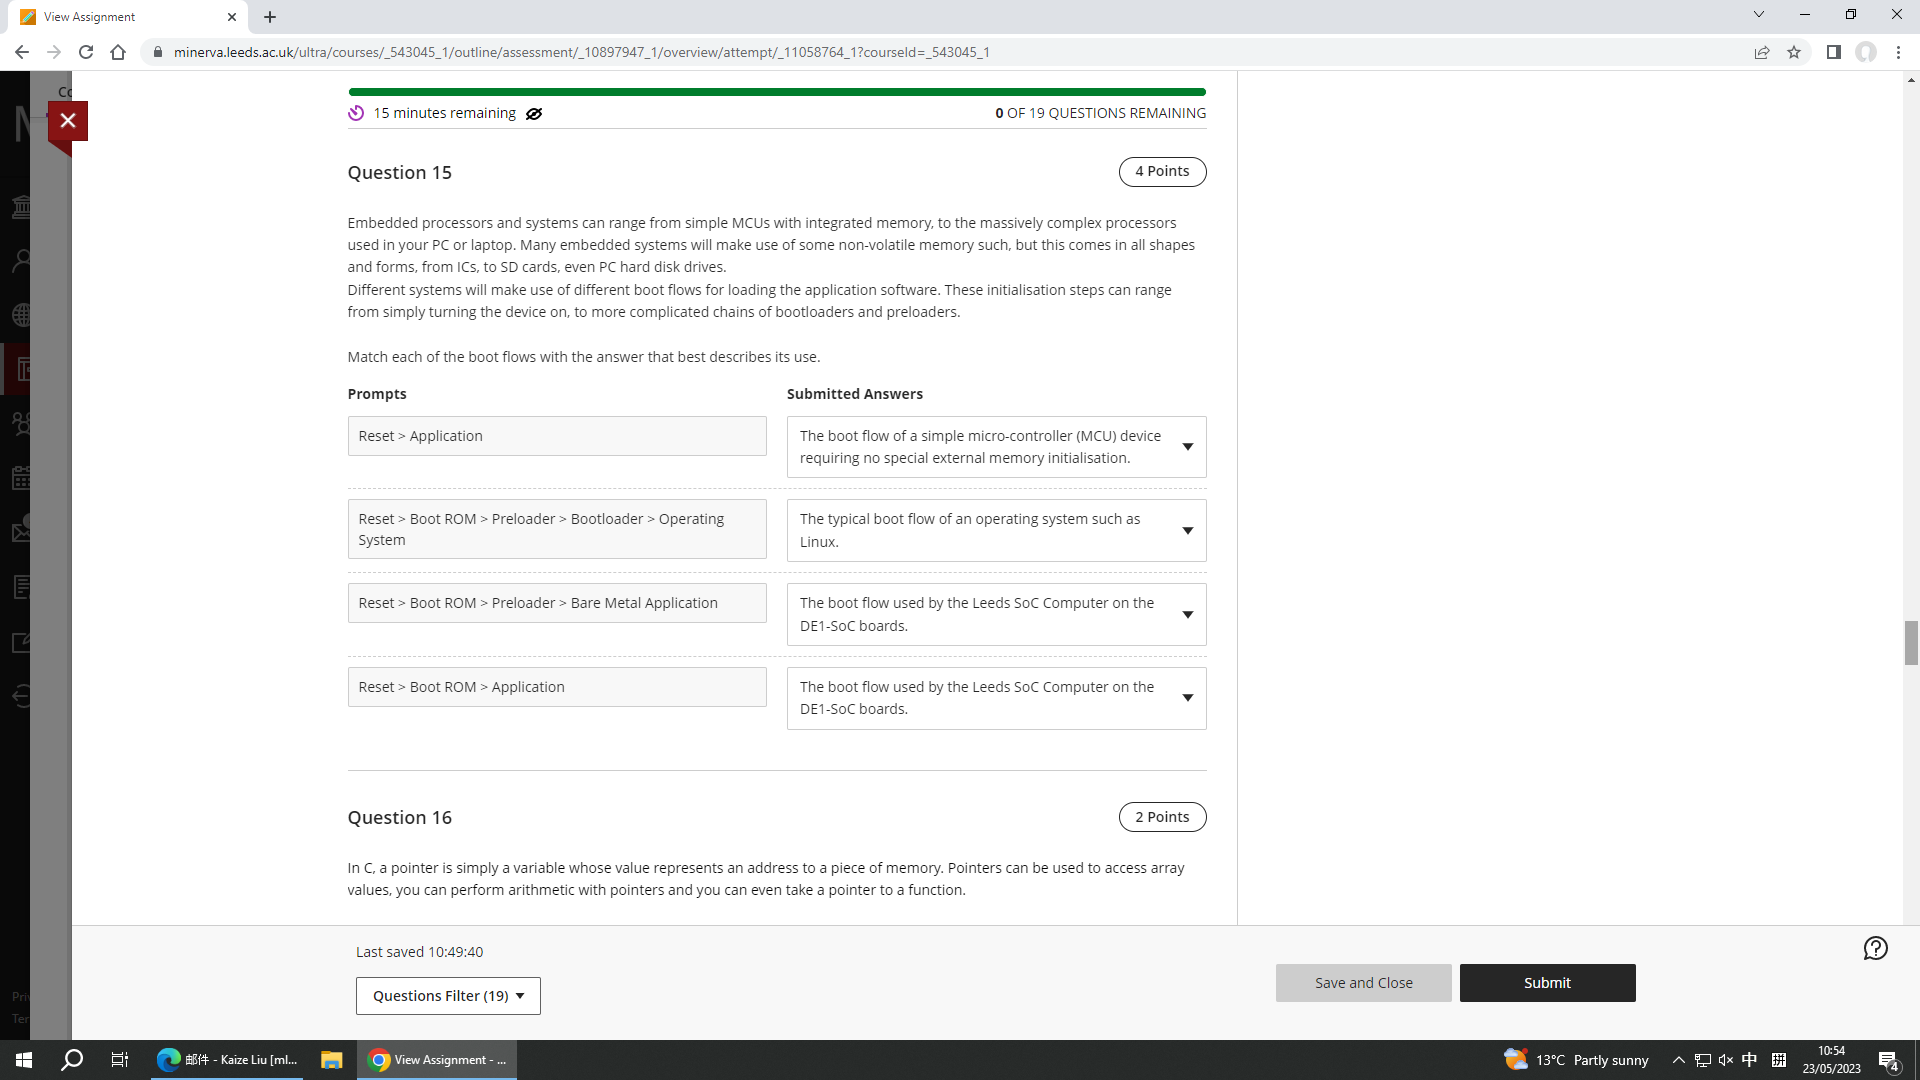 View Assignment
minerva.leeds.ac.uk/ultra/courses/_543045_1/outline/assessment/_10897947_1/overview/attempt/_11058764_1?courseId=_543045_1
15 minutes remaining
0 OF 19 QUESTIONS REMAINING
Question 15
4 Points
Embedded processors and systems can range from simple MCUs with integrated memory, to the massively complex processors
used in your PC or laptop. Many embedded systems will make use of some non-volatile memory such, but this comes in all shapes
and forms, from ICs, to SD cards, even PC hard disk drives.
Different systems will make use of different boot flows for loading the application software. These initialisation steps can range
from simply turning the device on, to more complicated chains of bootloaders and preloaders.
Match each of the boot flows with the answer that best describes its use.
Prompts
Submitted Answers
Reset > Application
The boot flow of a simple micro-controller (MCU) device
requiring no special external memory initialisation.
Reset > Boot ROM > Preloader > Bootloader > Operating
System
The typical boot flow of an operating system such as
Linux.
Reset > Boot ROM > Preloader > Bare Metal Application
The boot flow used by the Leeds SoC Computer on the
DE1-SoC boards.
Reset > Boot ROM > Application
The boot flow used by the Leeds SoC Computer on the
DE1-SoC boards.
Question 16
2 Points
In C, a pointer is simply a variable whose value represents an address to a piece of memory. Pointers can be used to access array
values, you can perform arithmetic with pointers and you can even take a pointer to a function.
Last saved 10:49:40
Questions Filter (19)
Save and Close
Submit
邮件 - Kaize Liu [ml...
View Assignment - ...
13°C Partly sunny
中
拼
10:54
23/05/2023
4